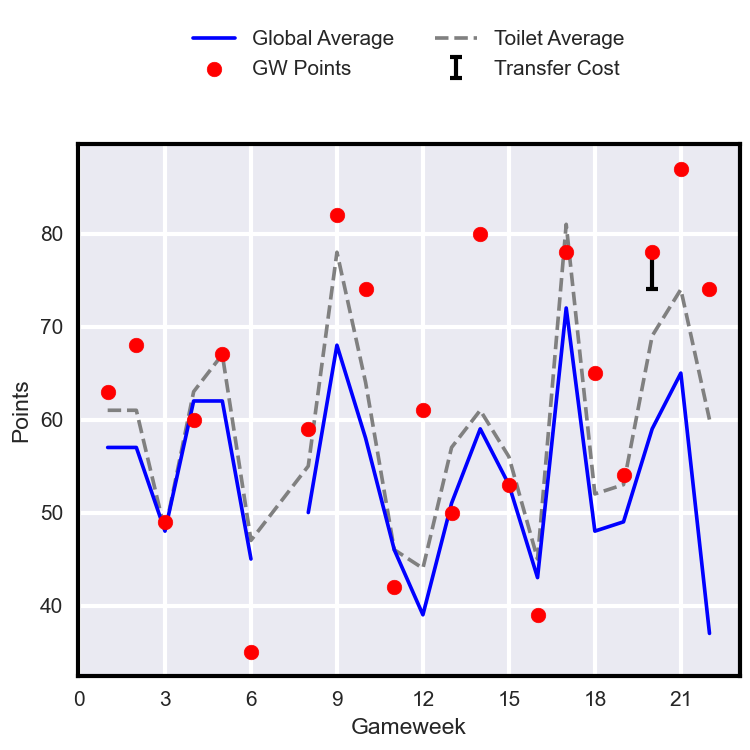 Global Average
Toilet Average
GW Points
Transfer Cost
80
70
60
50
40
Points
0 3 6 9 12 15 18 21
Gameweek